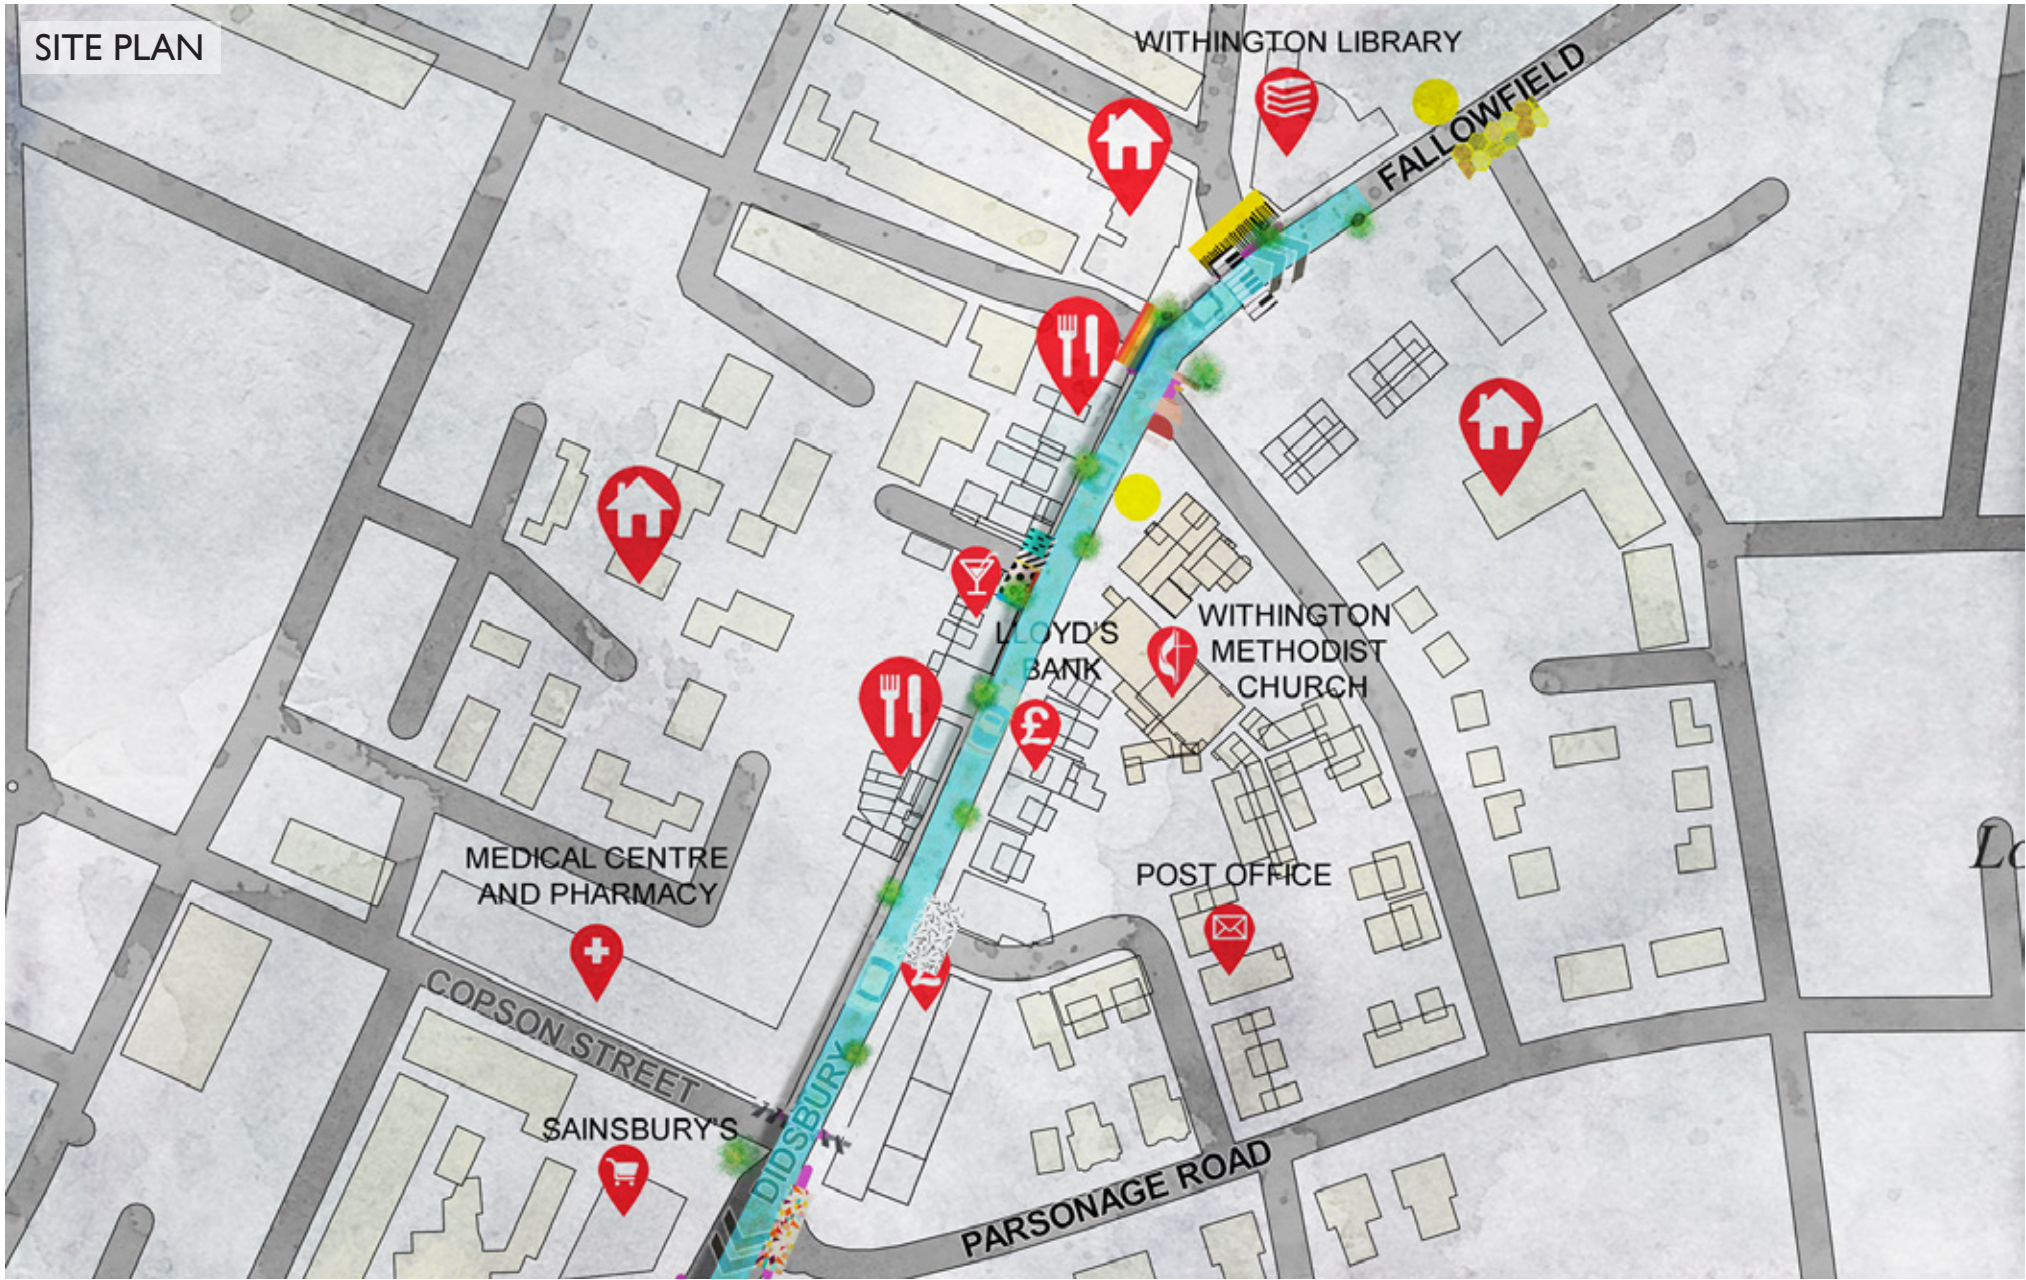 SITE PLAN
WITHINGTON LIBRARY
FALLOWFIELD
LLOYD'S
BANK
WITHINGTON
METHODIST
CHURCH
£
MEDICAL CENTRE
AND PHARMACY
POST OFFICE
COPSON STREET
DIDSBURY
SAINSBURY'S
PARSONAGE ROAD